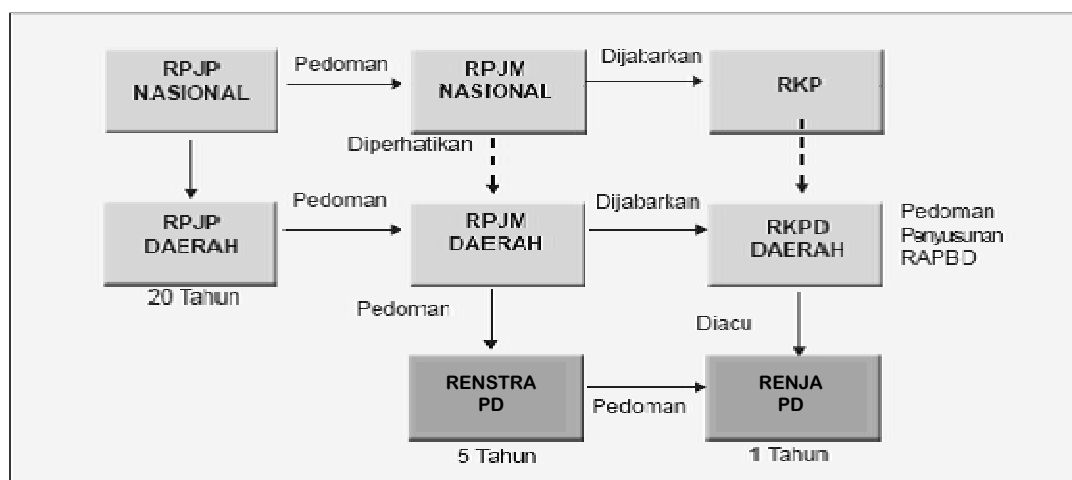 RPJP
NASIONAL
Pedoman
RPJM
NASIONAL
Dijabarkan
RKP
Diperhatikan
RPJP
DAERAH
Pedoman
RPJM
DAERAH
Dijabarkan
RKPD
DAERAH
Pedoman
Penyusunan
RAPBD
20 Tahun
Pedoman
Diacu
RENSTRA
PD
Pedoman
RENJA
PD
5 Tahun
1 Tahun